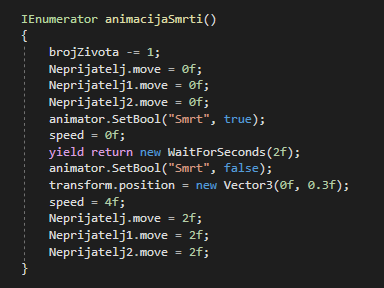 IEnumerator animacijaSmrti()
{
brojZivota -= 1;
Neprijatelj.move = 0f;
Neprijatelj1.move = 0f;
Neprijatelj2.move = 0f;
animator.SetBool("Smrt", true);
speed = 0f;
yield return new WaitForSeconds(2f);
animator.SetBool("Smrt", false);
transform.position = new Vector3(0f, 0.3f);
speed = 4f;
Neprijatelj.move = 2f;
Neprijatelj1.move = 2f;
Neprijatelj2.move = 2f;
}